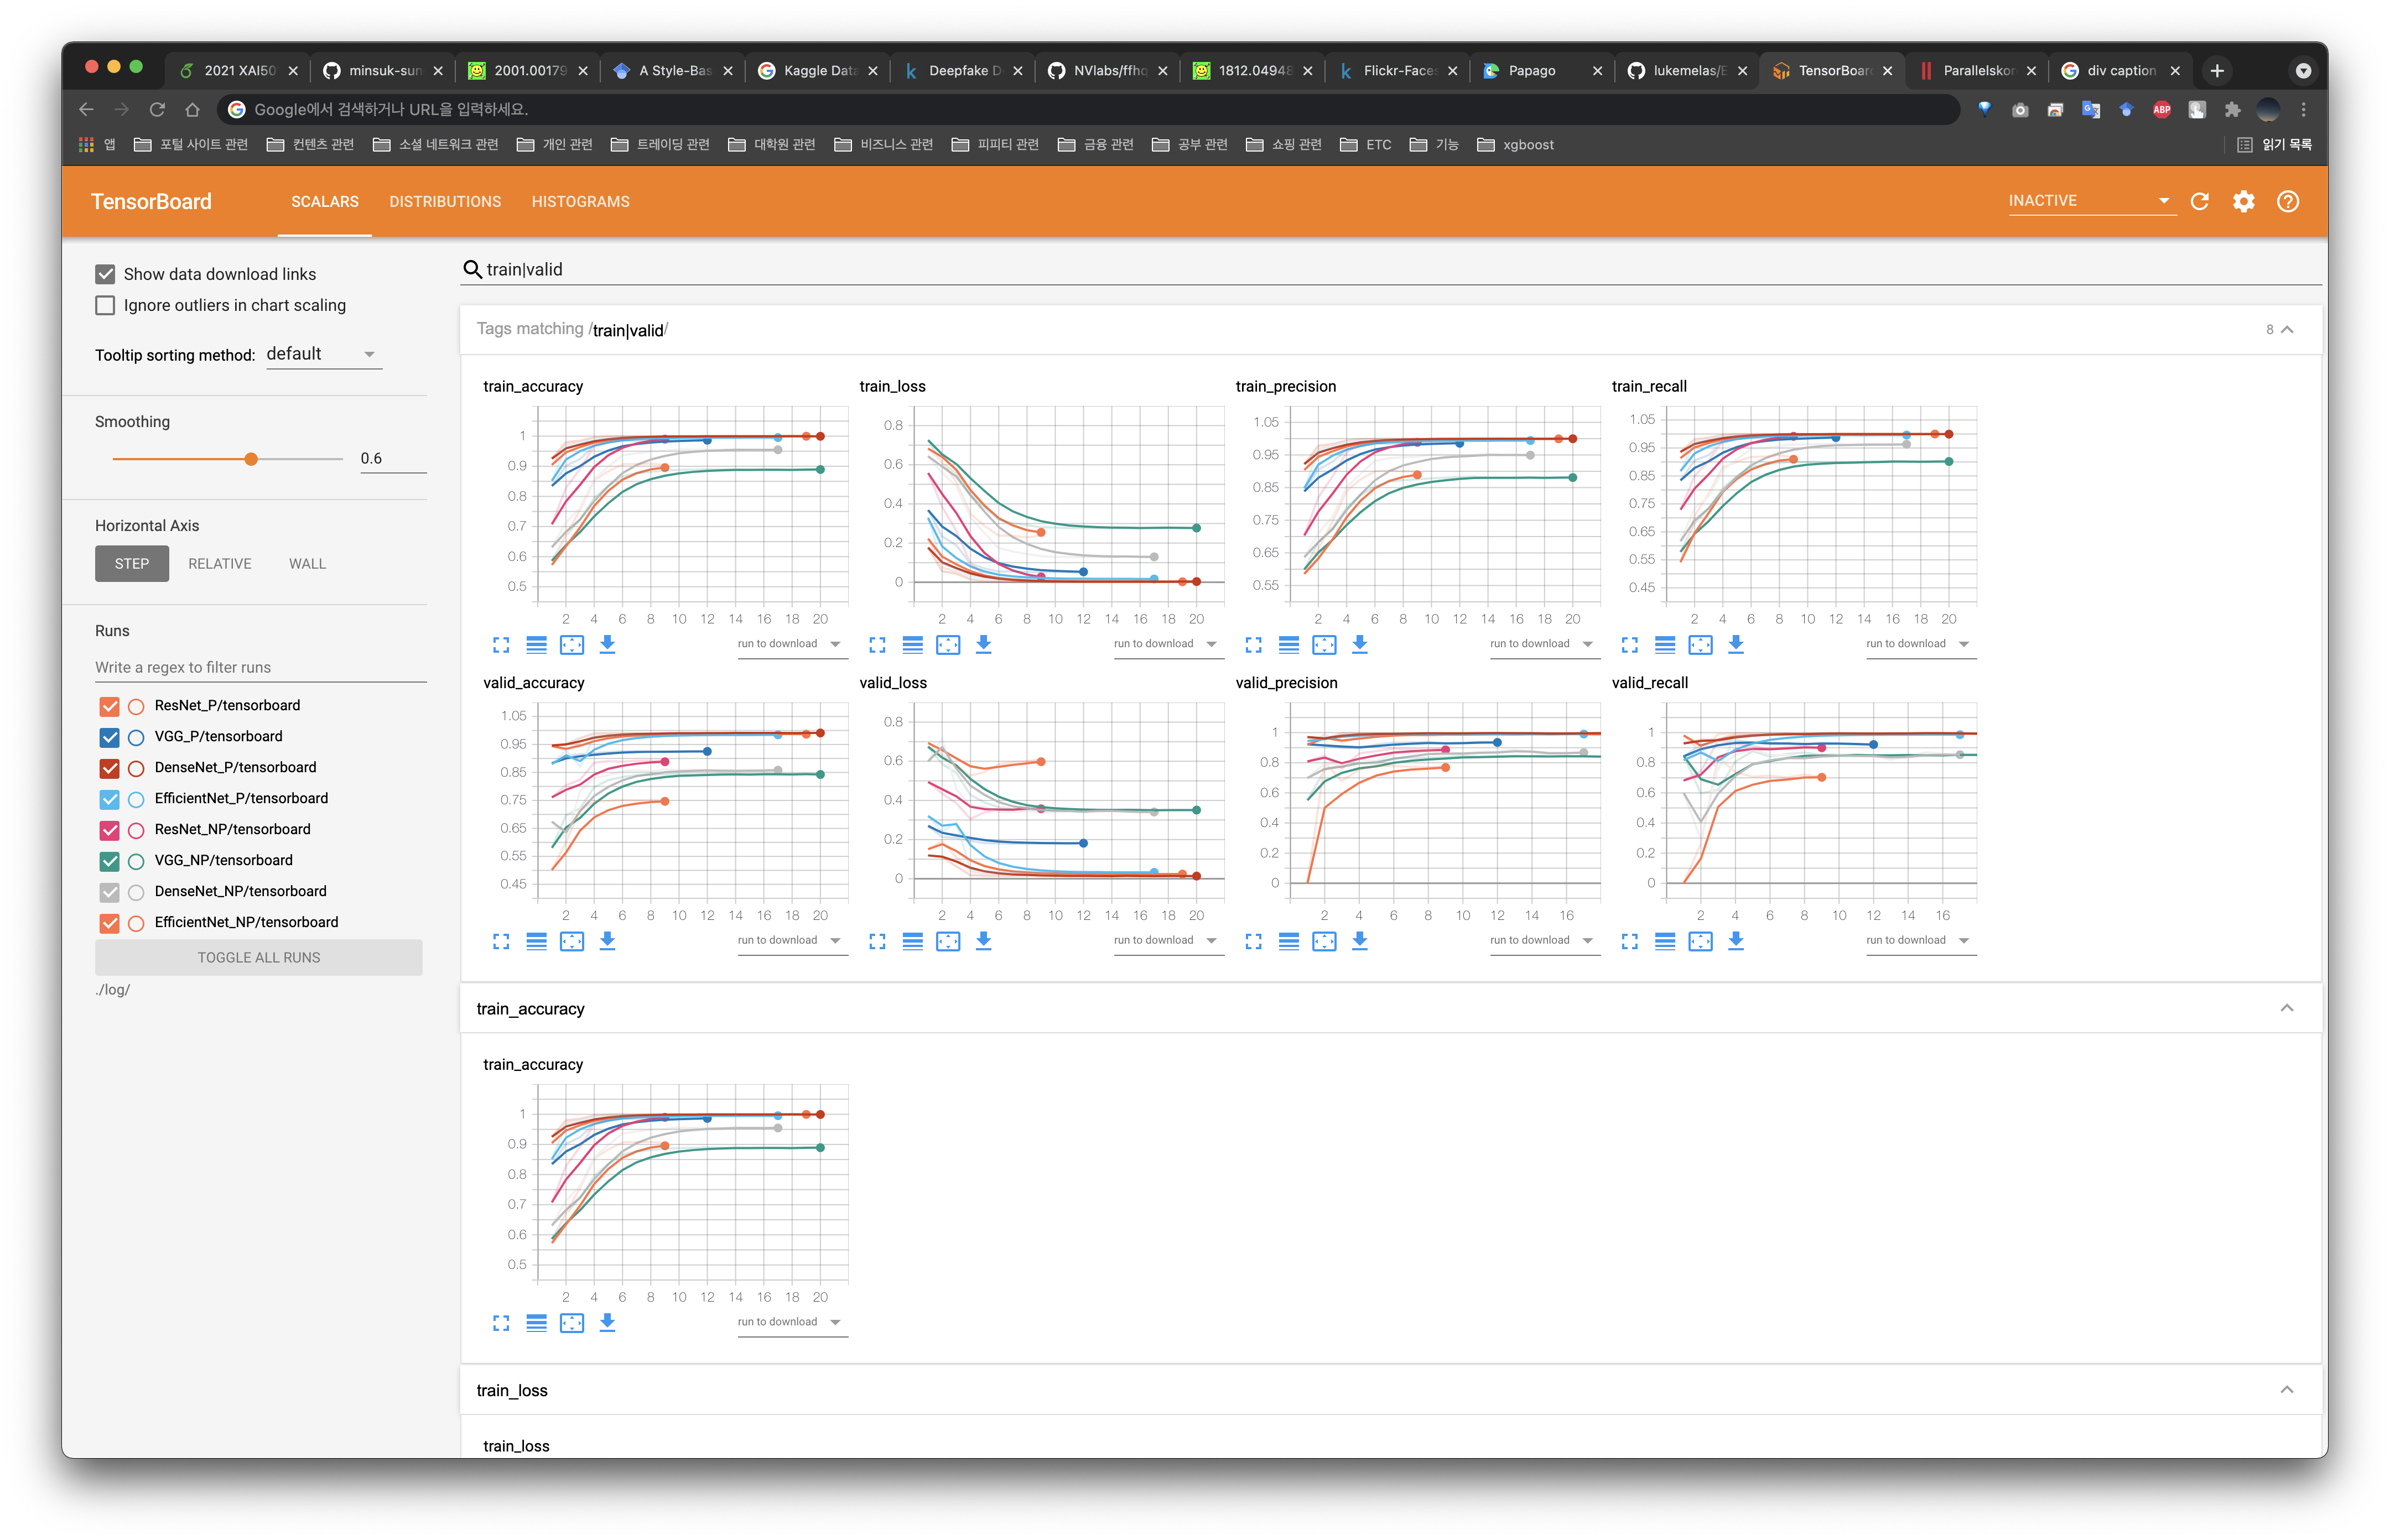 2021 XAI50
minsuk-sun
2001.00179
A Style-Bas
Kaggle Data
Deepfake D
NVlabs/ffhq
1812.04948
Flickr-Faces
Papago
lukemelas/E
TensorBoard
Parallelskon
div caption
Google에서 검색하거나 URL을 입력하세요.
ABP
앱 포털 사이트 관련 컨텐츠 관련 소셜 네트워크 관련 개인 관련 트레이딩 관련 대학원 관련 비즈니스 관련 피피티 관련 금융 관련 공부 관련 쇼핑 관련 ETC 기능 xgboost 읽기 목록
TensorBoard SCALARS DISTRIBUTIONS HISTOGRAMS INACTIVE
Show data download links
Ignore outliers in chart scaling
Tooltip sorting method: default
Smoothing
0.6
Horizontal Axis
STEP RELATIVE WALL
Runs
Write a regex to filter runs
ResNet_P/tensorboard
VGG_P/tensorboard
DenseNet_P/tensorboard
EfficientNet_P/tensorboard
ResNet_NP/tensorboard
VGG_NP/tensorboard
DenseNet_NP/tensorboard
EfficientNet_NP/tensorboard
TOGGLE ALL RUNS
./log/
train|valid
Tags matching /train|valid/ 8
train_accuracy
1
0.9
0.8
0.7
0.6
0.5
2 4 6 8 10 12 14 16 18 20
run to download
train_loss
0.8
0.6
0.4
0.2
0
2 4 6 8 10 12 14 16 18 20
run to download
train_precision
1.05
0.95
0.85
0.75
0.65
0.55
2 4 6 8 10 12 14 16 18 20
run to download
train_recall
1.05
0.95
0.85
0.75
0.65
0.55
0.45
2 4 6 8 10 12 14 16 18 20
run to download
valid_accuracy
1.05
0.95
0.85
0.75
0.65
0.55
0.45
2 4 6 8 10 12 14 16 18 20
run to download
valid_loss
0.8
0.6
0.4
0.2
0
2 4 6 8 10 12 14 16 18 20
run to download
valid_precision
1
0.8
0.6
0.4
0.2
0
2 4 6 8 10 12 14 16
run to download
valid_recall
1
0.8
0.6
0.4
0.2
0
2 4 6 8 10 12 14 16
run to download
train_accuracy
train_accuracy
1
0.9
0.8
0.7
0.6
0.5
2 4 6 8 10 12 14 16 18 20
run to download
train_loss
train_loss